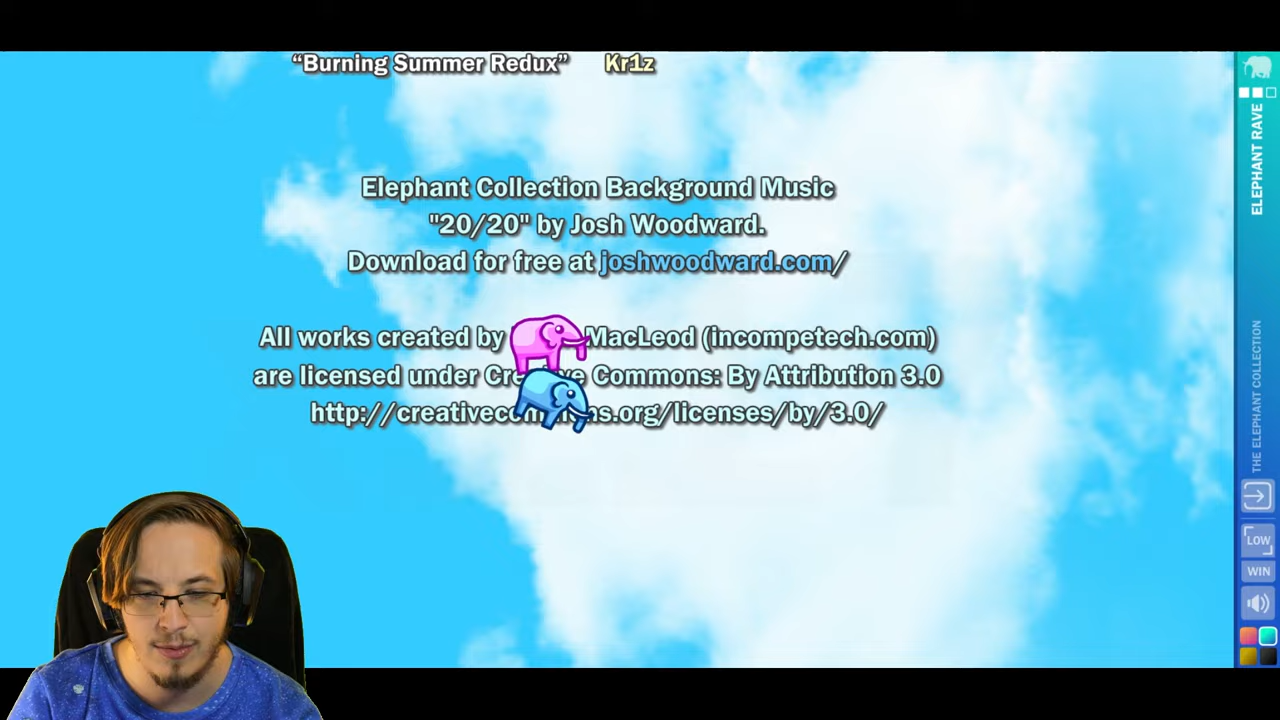 “Burning Summer Redux” Kr1z
Elephant Collection Background Music
"20/20" by Josh Woodward.
Download for free at joshwoodward.com/
All works created by MacLeod (incompetech.com)
are licensed under Creative Commons: By Attribution 3.0
http://creativecommons.org/licenses/by/3.0/
ELEPHANT RAVE
THE ELEPHANT COLLECTION
LOW
WIN